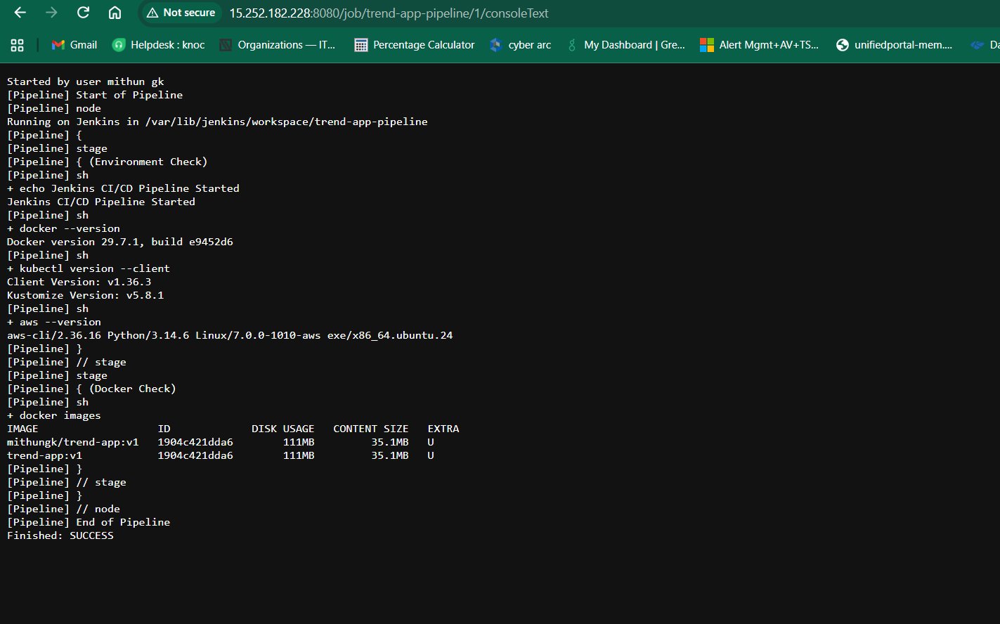 Not secure 15.252.182.228:8080/job/trend-app-pipeline/1/consoleText
Gmail Helpdesk : knoc Organizations — IT... Percentage Calculator cyber arc My Dashboard | Gre... Alert Mgmt+AV+TS... unifiedportal-mem.... Da
Started by user mithun gk
[Pipeline] Start of Pipeline
[Pipeline] node
Running on Jenkins in /var/lib/jenkins/workspace/trend-app-pipeline
[Pipeline] {
[Pipeline] stage
[Pipeline] { (Environment Check)
[Pipeline] sh
+ echo Jenkins CI/CD Pipeline Started
Jenkins CI/CD Pipeline Started
[Pipeline] sh
+ docker --version
Docker version 29.7.1, build e9452d6
[Pipeline] sh
+ kubectl version --client
Client Version: v1.36.3
Kustomize Version: v5.8.1
[Pipeline] sh
+ aws --version
aws-cli/2.36.16 Python/3.14.6 Linux/7.0.0-1010-aws exe/x86_64.ubuntu.24
[Pipeline] }
[Pipeline] // stage
[Pipeline] stage
[Pipeline] { (Docker Check)
[Pipeline] sh
+ docker images
IMAGE ID DISK USAGE CONTENT SIZE EXTRA
mithungk/trend-app:v1 1904c421dda6 111MB 35.1MB U
trend-app:v1 1904c421dda6 111MB 35.1MB U
[Pipeline] }
[Pipeline] // stage
[Pipeline] }
[Pipeline] // node
[Pipeline] End of Pipeline
Finished: SUCCESS